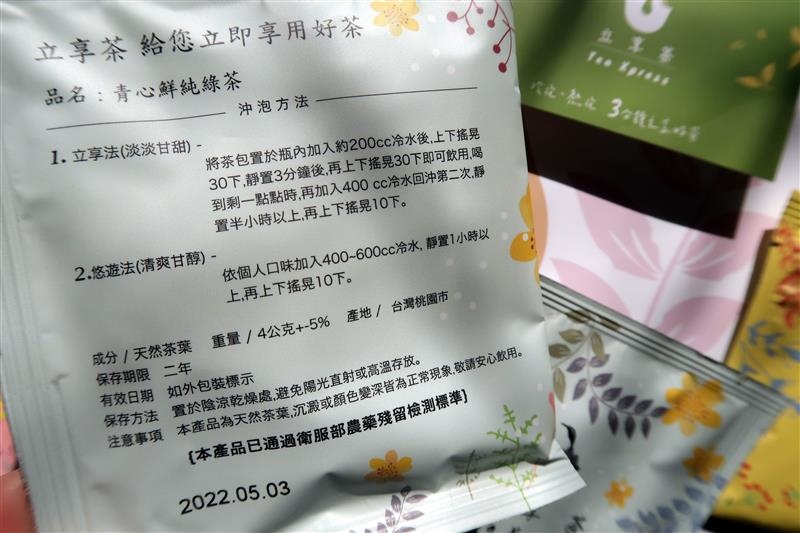 立享茶 給您立即享用好茶
品名：青心鮮純綠茶
沖泡方法
1. 立享法(淡淡甘甜) -
將茶包置於瓶內加入約200cc冷水後,上下搖晃
30下,靜置3分鐘後,再上下搖晃30下即可飲用,喝
到剩一點點時,再加入400 cc冷水回沖第二次,靜
置半小時以上,再上下搖晃10下。
2.悠遊法(清爽甘醇) -
依個人口味加入400~600cc冷水, 靜置1小時以
上,再上下搖晃10下。
成分 / 天然茶葉 重量 / 4公克+-5% 產地 / 台灣桃園市
保存期限 二年
有效日期 如外包裝標示
保存方法 置於陰涼乾燥處,避免陽光直射或高溫存放。
注意事項 本產品為天然茶葉,沉澱或顏色變深皆為正常現象,敬請安心飲用。
[本產品已通過衛服部農藥殘留檢測標準]
2022.05.03
立享茶
Tea Xpress